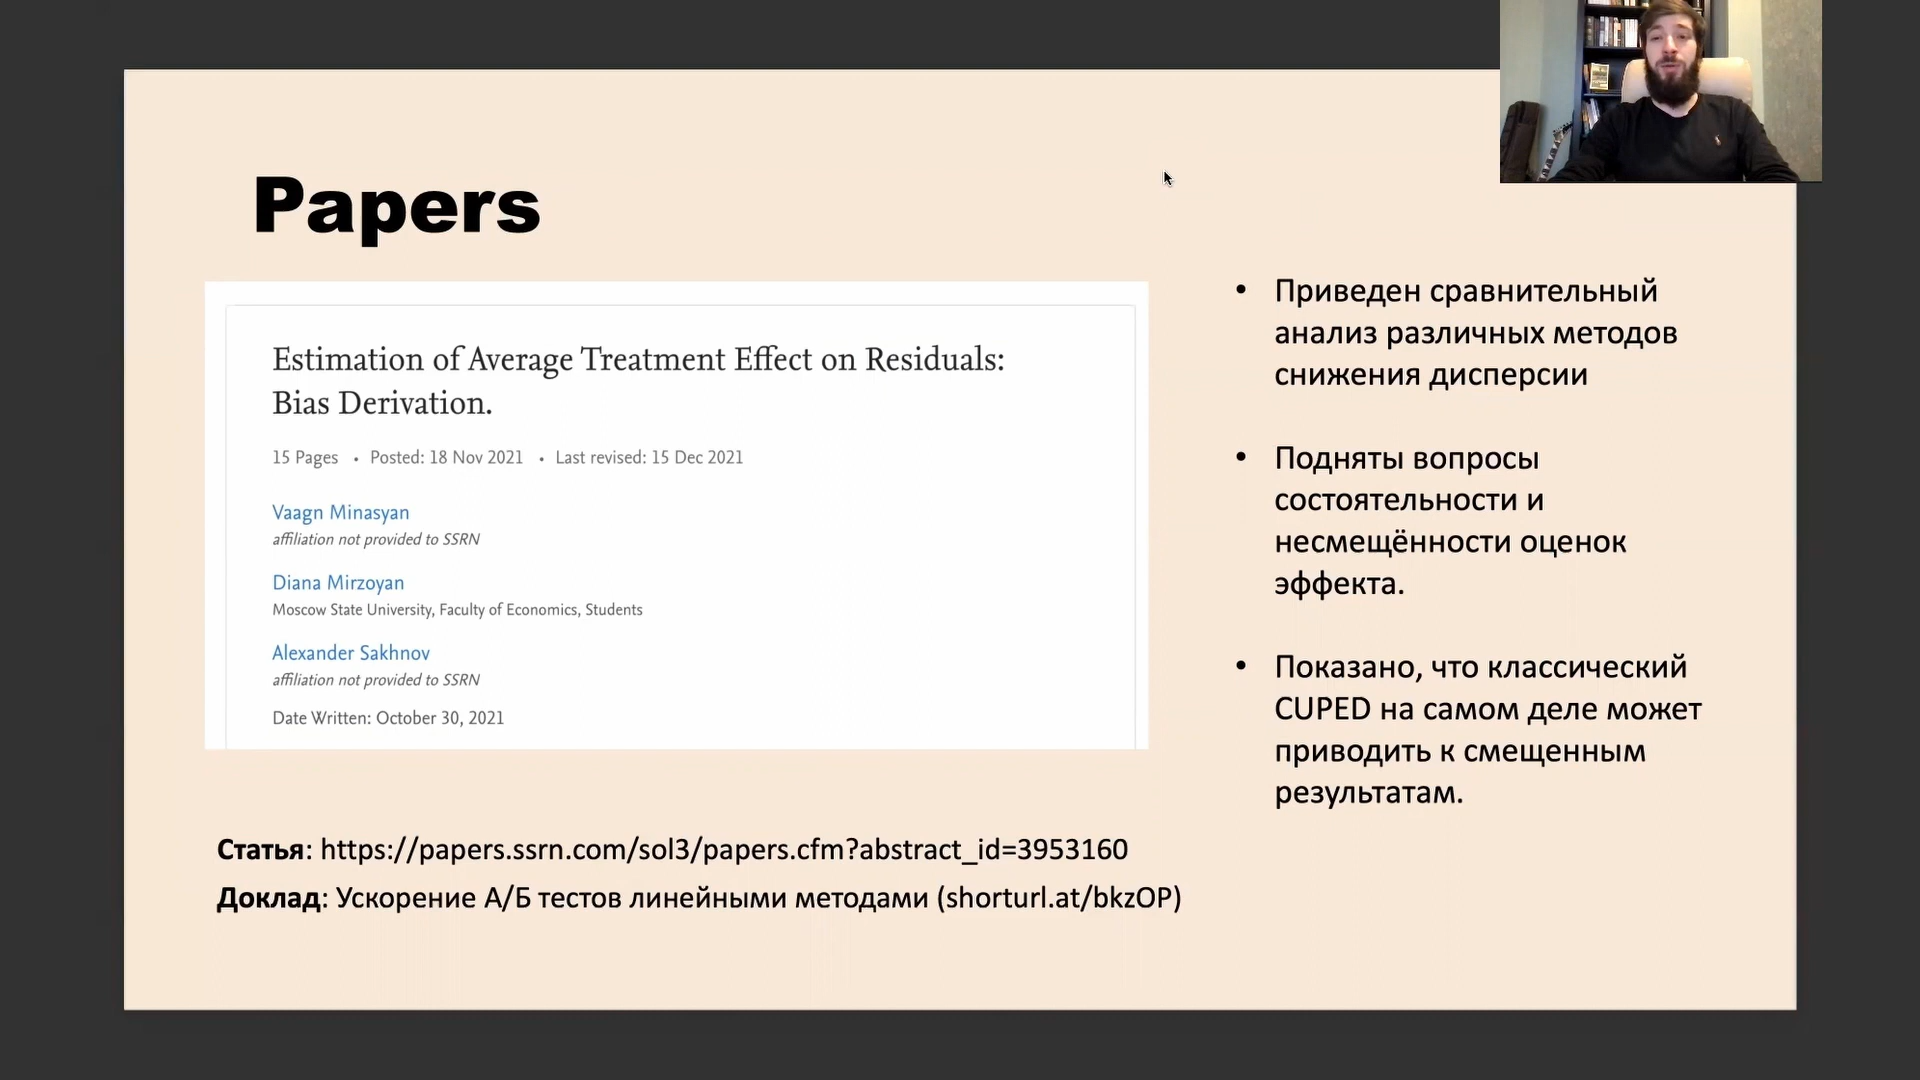 Papers
Estimation of Average Treatment Effect on Residuals:
Bias Derivation.
15 Pages • Posted: 18 Nov 2021 • Last revised: 15 Dec 2021
Vaagn Minasyan
affiliation not provided to SSRN
Diana Mirzoyan
Moscow State University, Faculty of Economics, Students
Alexander Sakhnov
affiliation not provided to SSRN
Date Written: October 30, 2021
• Приведен сравнительный
анализ различных методов
снижения дисперсии
• Подняты вопросы
состоятельности и
несмещённости оценок
эффекта.
• Показано, что классический
CUPED на самом деле может
приводить к смещенным
результатам.
Статья: https://papers.ssrn.com/sol3/papers.cfm?abstract_id=3953160
Доклад: Ускорение А/Б тестов линейными методами (shorturl.at/bkzOP)